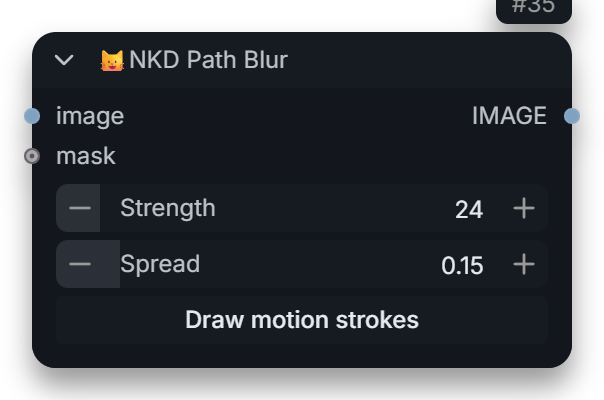 #35
NKD Path Blur
image IMAGE
mask
Strength 24
Spread 0.15
Draw motion strokes